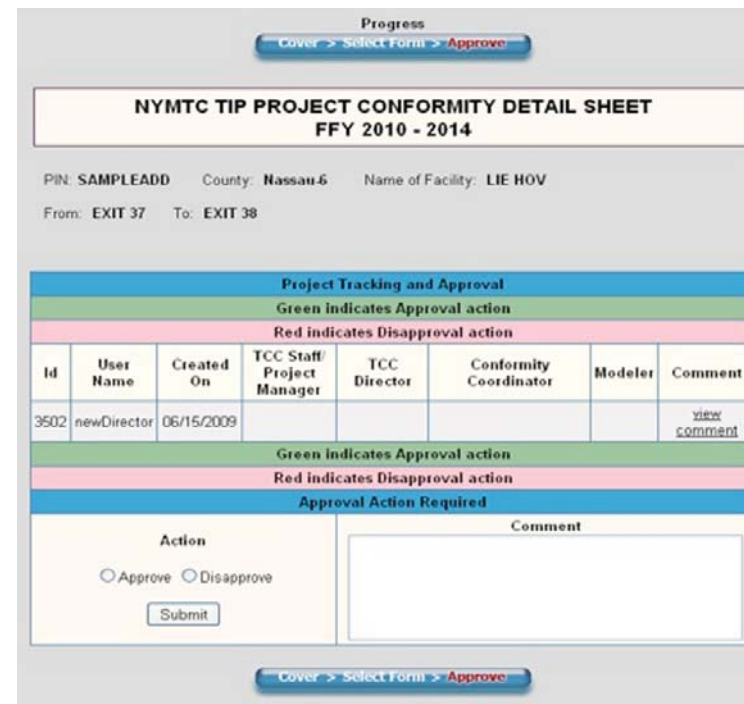 Progress
Cover > Select Form > Approve
NYMTC TIP PROJECT CONFORMITY DETAIL SHEET
FFY 2010 - 2014
PIN: SAMPLEADD County: Nassau-6 Name of Facility: LIE HOV
From: EXIT 37 To: EXIT 38
Project Tracking and Approval
Green indicates Approval action
Red indicates Disapproval action
Id User Name Created On TCC Staff/ Project Manager TCC Director Conformity Coordinator Modeler Comment
3502 newDirector 06/15/2009 view comment
Green indicates Approval action
Red indicates Disapproval action
Approval Action Required
Action
Comment
Approve Disapprove
Submit
Cover > Select Form > Approve